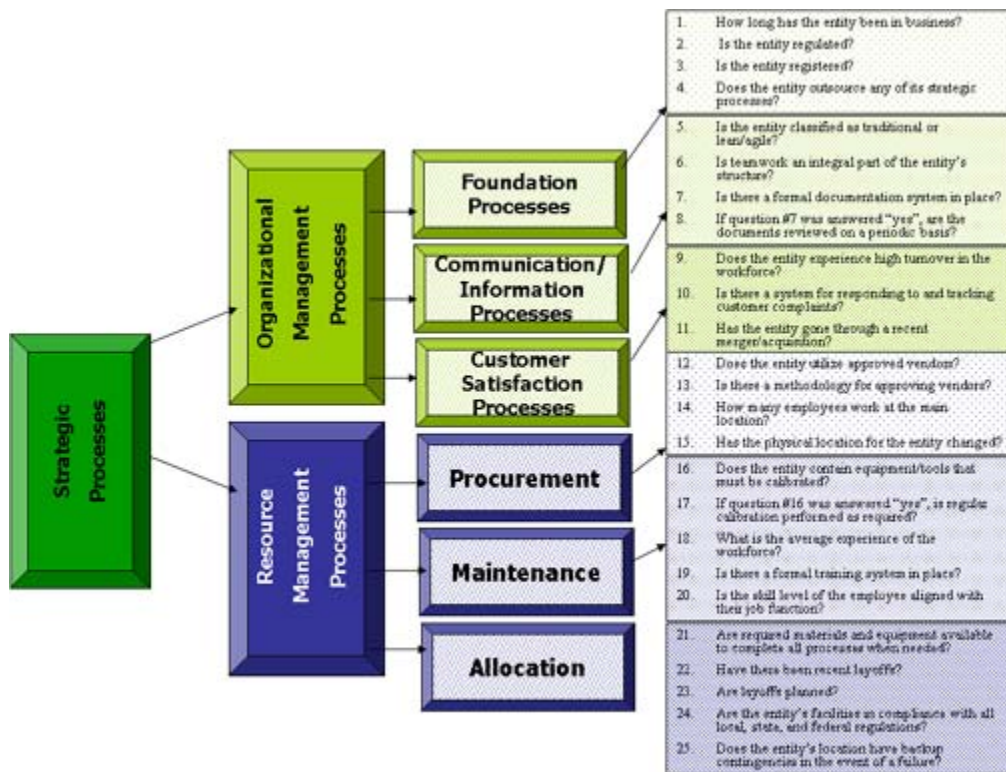 Strategic
Processes
Organizational
Management
Processes
Resource
Management
Processes
Foundation
Processes
Communication/
Information
Processes
Customer
Satisfaction
Processes
Procurement
Maintenance
Allocation
1. How long has the entity been in business?
2. Is the entity regulated?
3. Is the entity registered?
4. Does the entity outsource any of its strategic
processes?
5. Is the entity classified as traditional or
lean/agile?
6. Is teamwork an integral part of the entity's
structure?
7. Is there a formal documentation system in place?
8. If question #7 was answered "yes", are the
documents reviewed on a periodic basis?
9. Does the entity experience high turnover in the
workforce?
10. Is there a system for responding to and tracking
customer complaints?
11. Has the entity gone through a recent
merger/acquisition?
12. Does the entity utilize approved vendors?
13. Is there a methodology for approving vendors?
14. How many employees work at the main
location?
15. Has the physical location for the entity changed?
16. Does the entity contain equipment/tools that
must be calibrated?
17. If question #16 was answered "yes", is regular
calibration performed as required?
18. What is the average experience of the
workforce?
19. Is there a formal training system in place?
20. Is the skill level of the employee aligned with
their job function?
21. Are required materials and equipment available
to complete all processes when needed?
22. Have there been recent layoffs?
23. Are layoffs planned?
24. Are the entity's facilities in compliance with all
local, state, and federal regulations?
25. Does the entity's location have backup
contingencies in the event of a failure?